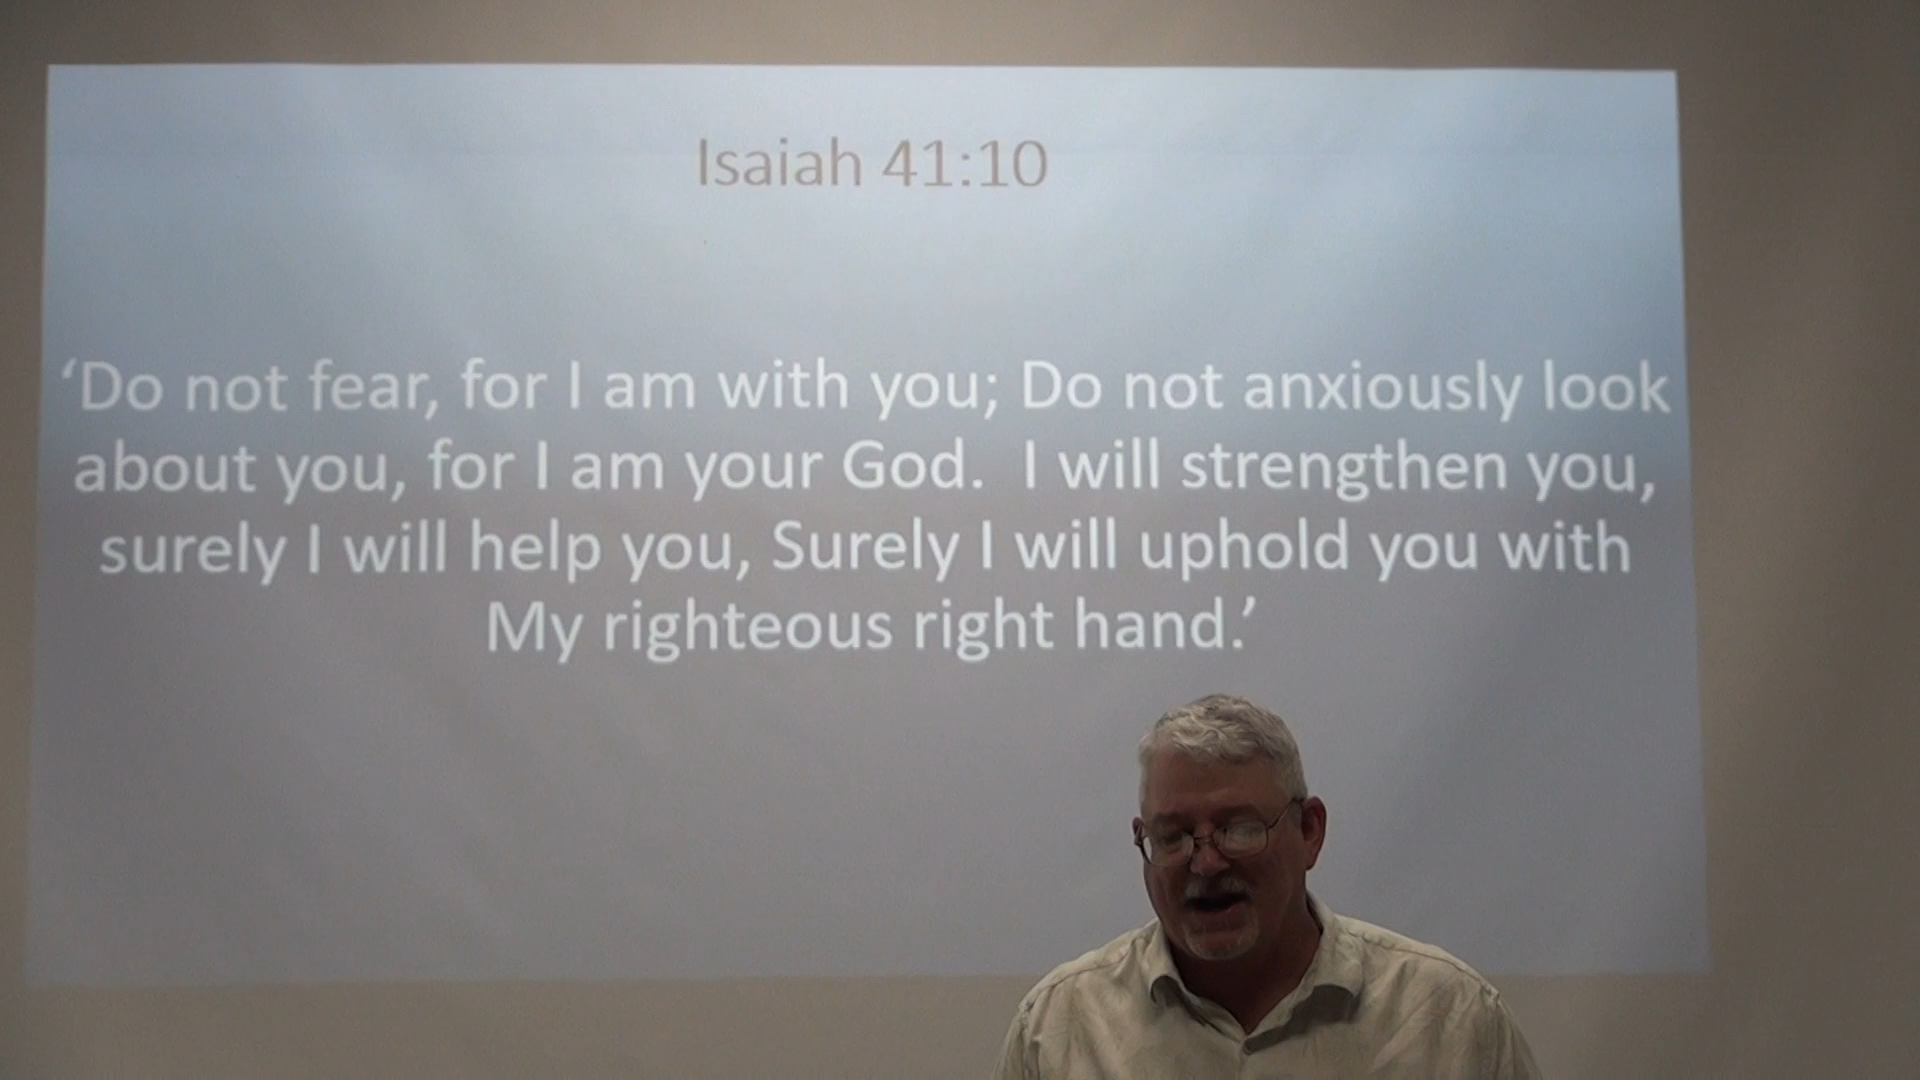 Isaiah 41:10
‘Do not fear, for I am with you; Do not anxiously look
about you, for I am your God.  I will strengthen you,
surely I will help you, Surely I will uphold you with
My righteous right hand.’